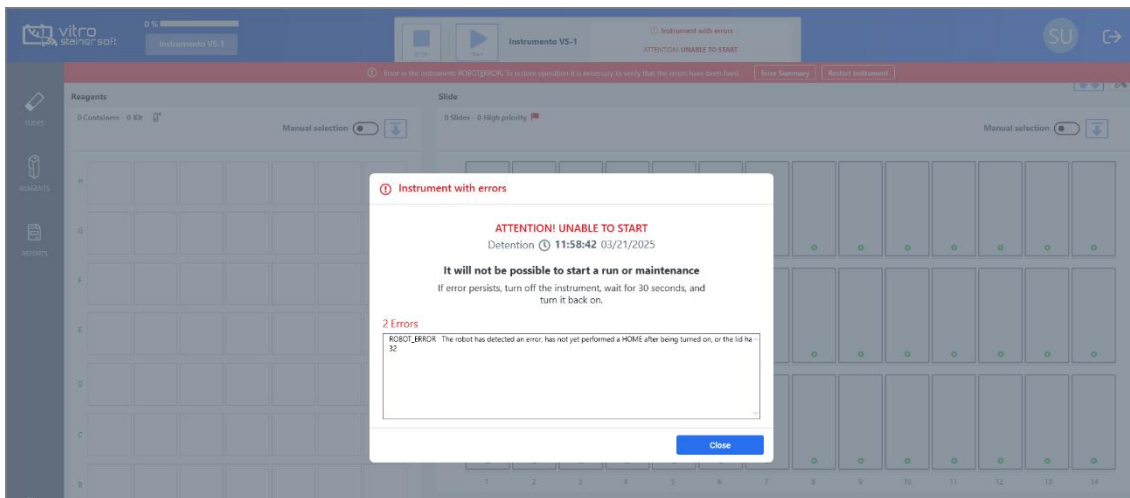 vitro
stainer soft
0 %
Instrumento VS-1
STOP
Start
Instrumento VS-1
Instrument with errors
ATTENTION! UNABLE TO START
SU
Error in the instrument ROBOT_ERROR. To restore operation it is necessary to verify that the errors have been fixed.
Error Summary
Restart Instrument
SLIDES
REAGENTS
REPORTS
Reagents
0 Containers - 0 Kit
Manual selection
Slide
0 Slides - 0 High priority
Manual selection
H
G
F
E
D
C
B
Instrument with errors
ATTENTION! UNABLE TO START
Detention 11:58:42 03/21/2025
It will not be possible to start a run or maintenance
If error persists, turn off the instrument, wait for 30 seconds, and
turn it back on.
2 Errors
ROBOT_ERROR The robot has detected an error, has not yet performed a HOME after being turned on, or the lid ha
32
Close
1 2 3 4 5 6 7 8 9 10 11 12 13 14